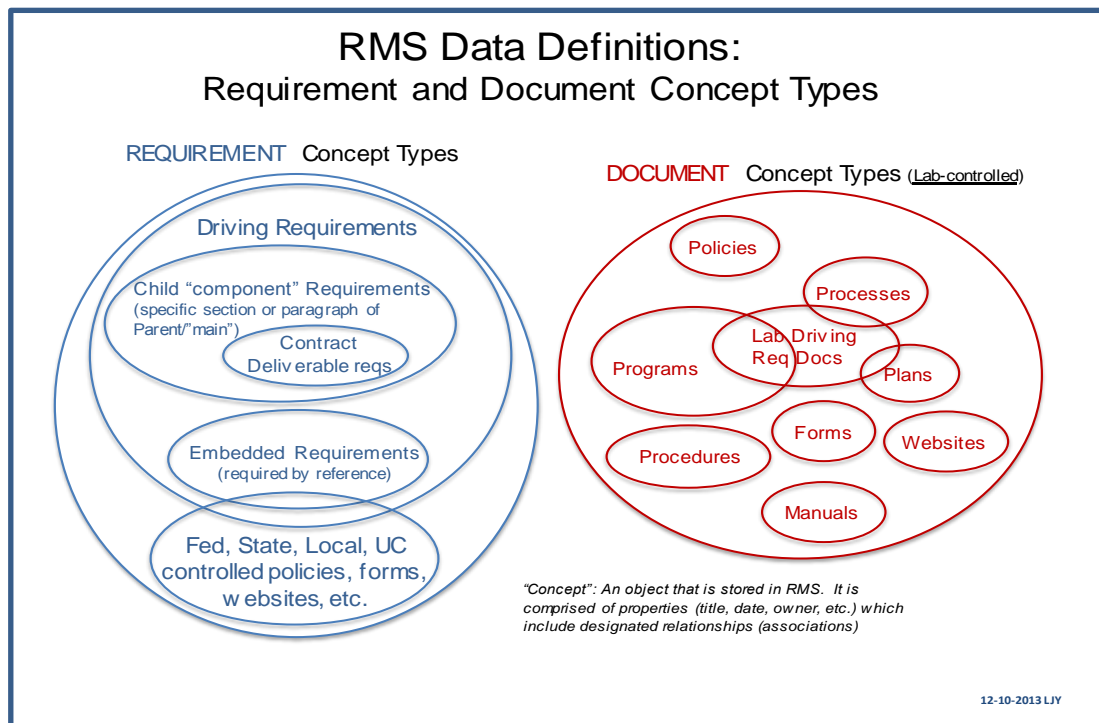 RMS Data Definitions:
Requirement and Document Concept Types
REQUIREMENT Concept Types
Driving Requirements
Child “component” Requirements
(specific section or paragraph of
Parent/”main”)
Contract
Deliverable reqs
Embedded Requirements
(required by reference)
Fed, State, Local, UC
controlled policies, forms,
websites, etc.
DOCUMENT Concept Types (Lab-controlled)
Policies
Processes
Lab Driving
Req Docs
Programs
Plans
Forms
Websites
Procedures
Manuals
“Concept”: An object that is stored in RMS. It is
comprised of properties (title, date, owner, etc.) which
include designated relationships (associations)
12-10-2013 LJY